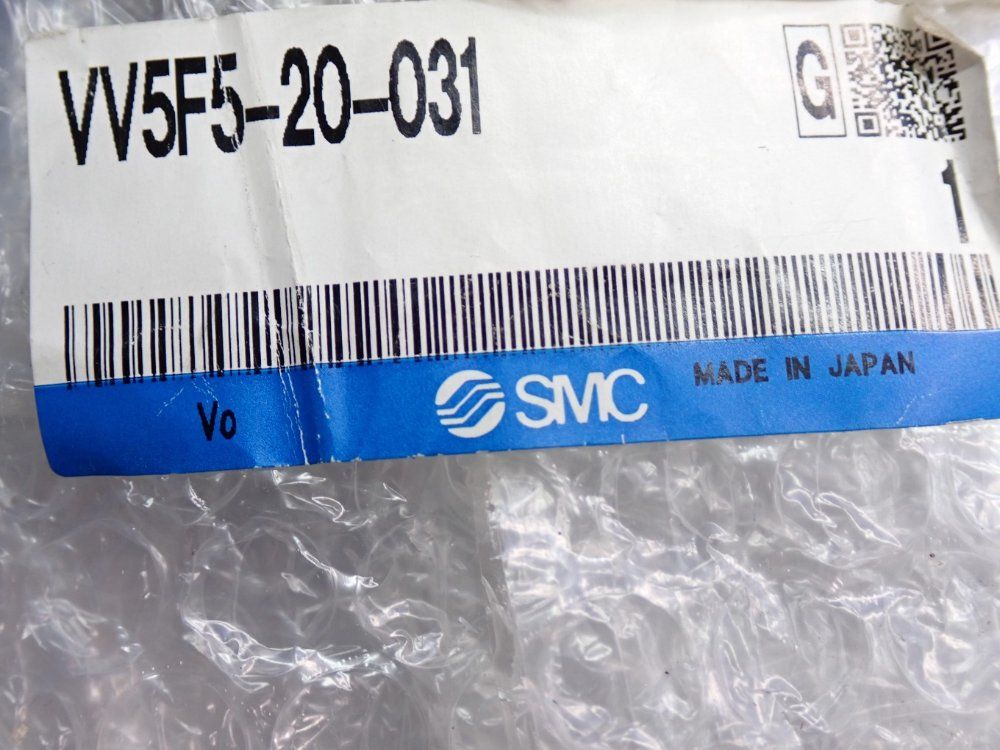 VV5F5-20-031
G
1
Vo
SMC
MADE IN JAPAN